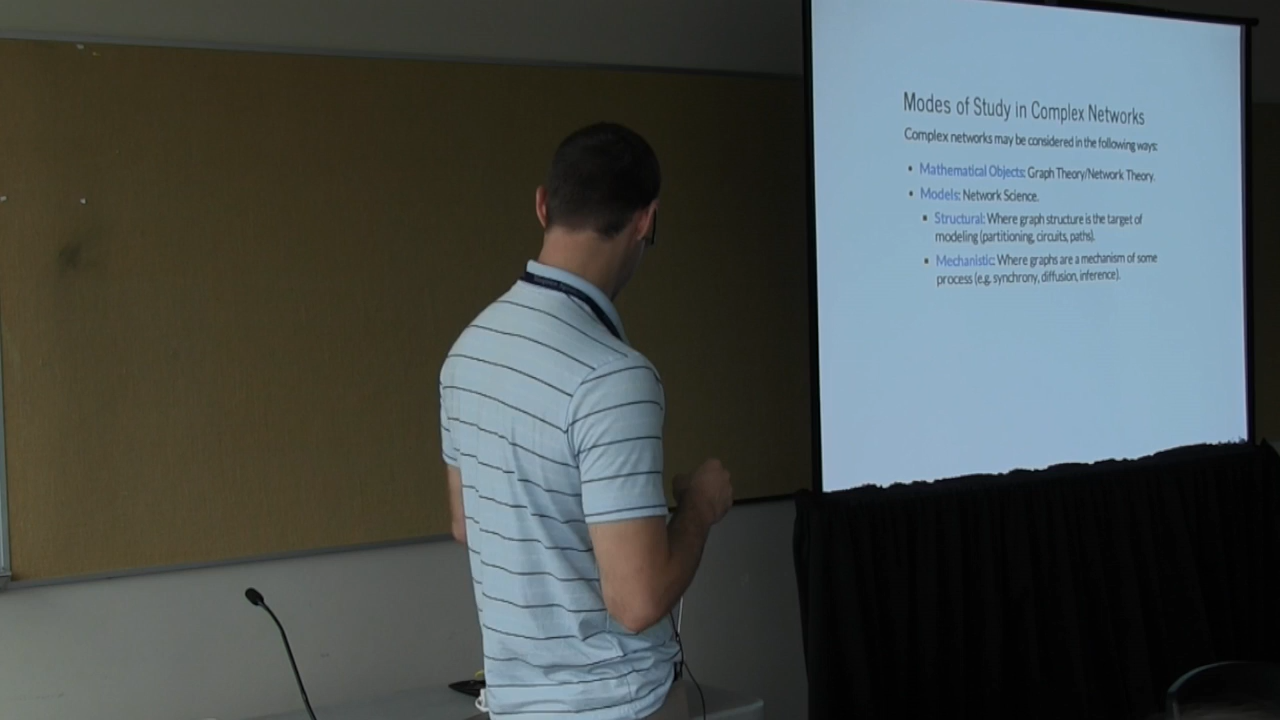 Modes of Study in Complex Networks
Complex networks may be considered in the following ways:
• Mathematical Objects: Graph Theory/Network Theory.
• Models: Network Science.
▪ Structural: Where graph structure is the target of
modeling (partitioning, circuits, paths).
▪ Mechanistic: Where graphs are a mechanism of some
process (e.g. synchrony, diffusion, inference).